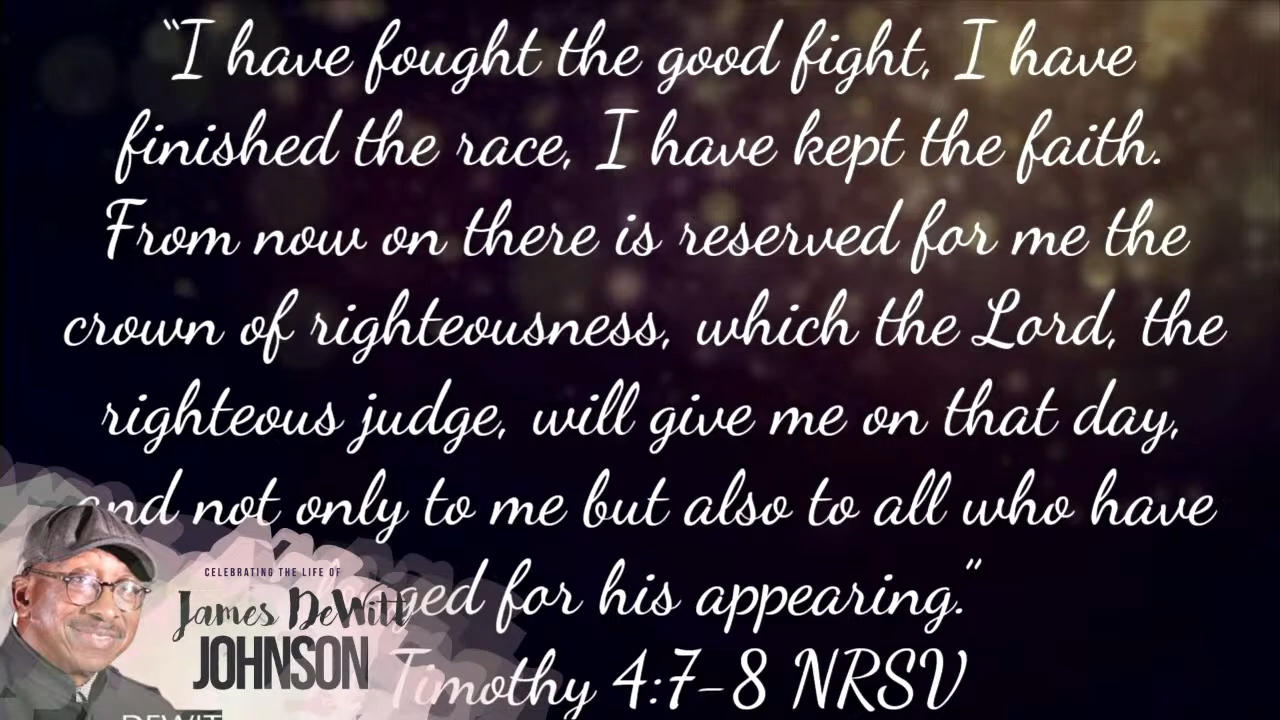 “I have fought the good fight, I have
finished the race, I have kept the faith.
From now on there is reserved for me the
crown of righteousness, which the Lord, the
righteous judge, will give me on that day,
and not only to me but also to all who have
longed for his appearing.”
Timothy 4:7-8 NRSV
CELEBRATING THE LIFE OF
James DeWitt
JOHNSON
DEWIT